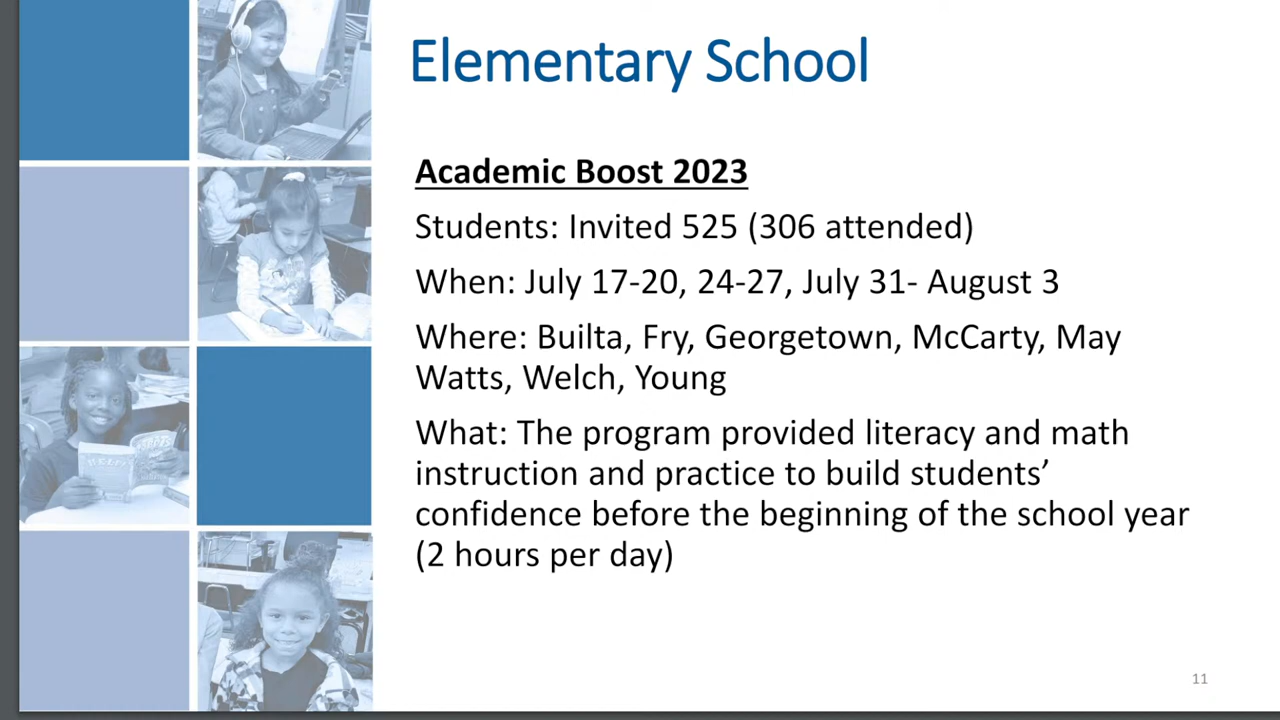 Elementary School
Academic Boost 2023
Students: Invited 525 (306 attended)
When: July 17-20, 24-27, July 31- August 3
Where: Builta, Fry, Georgetown, McCarty, May
Watts, Welch, Young
What: The program provided literacy and math
instruction and practice to build students’
confidence before the beginning of the school year
(2 hours per day)
11